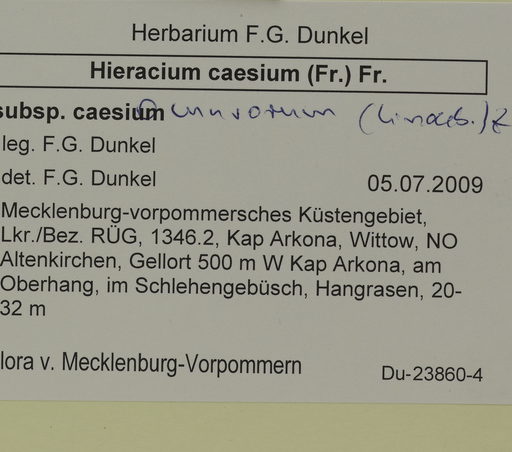 Herbarium F.G. Dunkel
Hieracium caesium (Fr.) Fr.
subsp. caesium
leg. F.G. Dunkel
det. F.G. Dunkel 05.07.2009
Mecklenburg-vorpommersches Küstengebiet,
Lkr./Bez. RÜG, 1346.2, Kap Arkona, Wittow, NO
Altenkirchen, Gellort 500 m W Kap Arkona, am
Oberhang, im Schlehengebüsch, Hangrasen, 20-
32 m
lora v. Mecklenburg-Vorpommern Du-23860-4